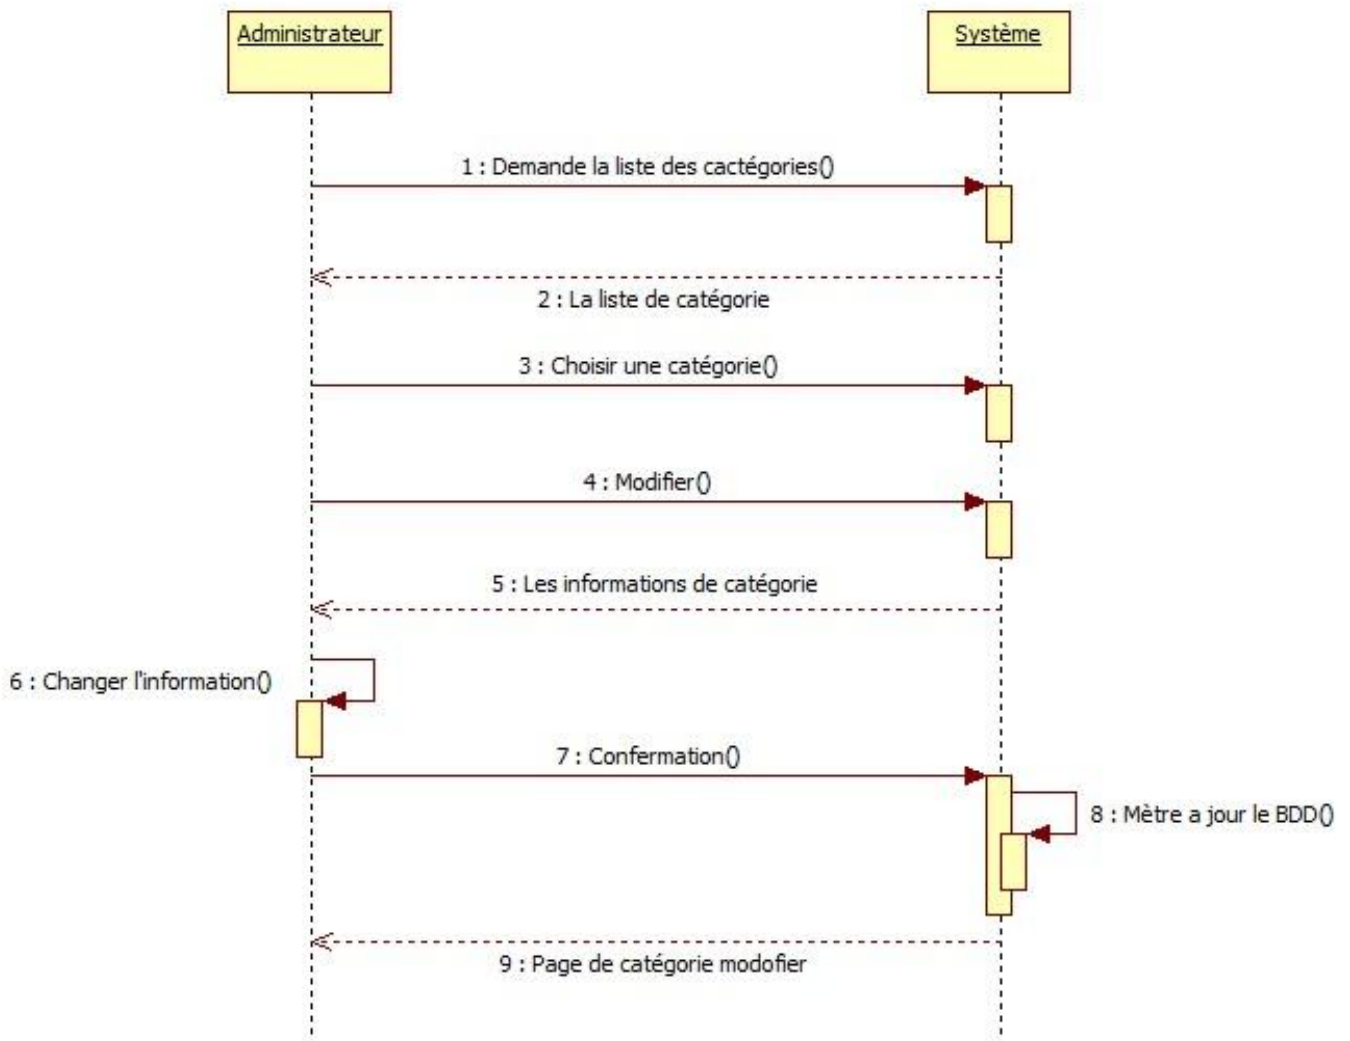 Administrateur
Système
1 : Demande la liste des cactégories()
2 : La liste de catégorie
3 : Choisir une catégorie()
4 : Modifier()
5 : Les informations de catégorie
6 : Changer l'information()
7 : Confermation()
8 : Mètre a jour le BDD()
9 : Page de catégorie modofier